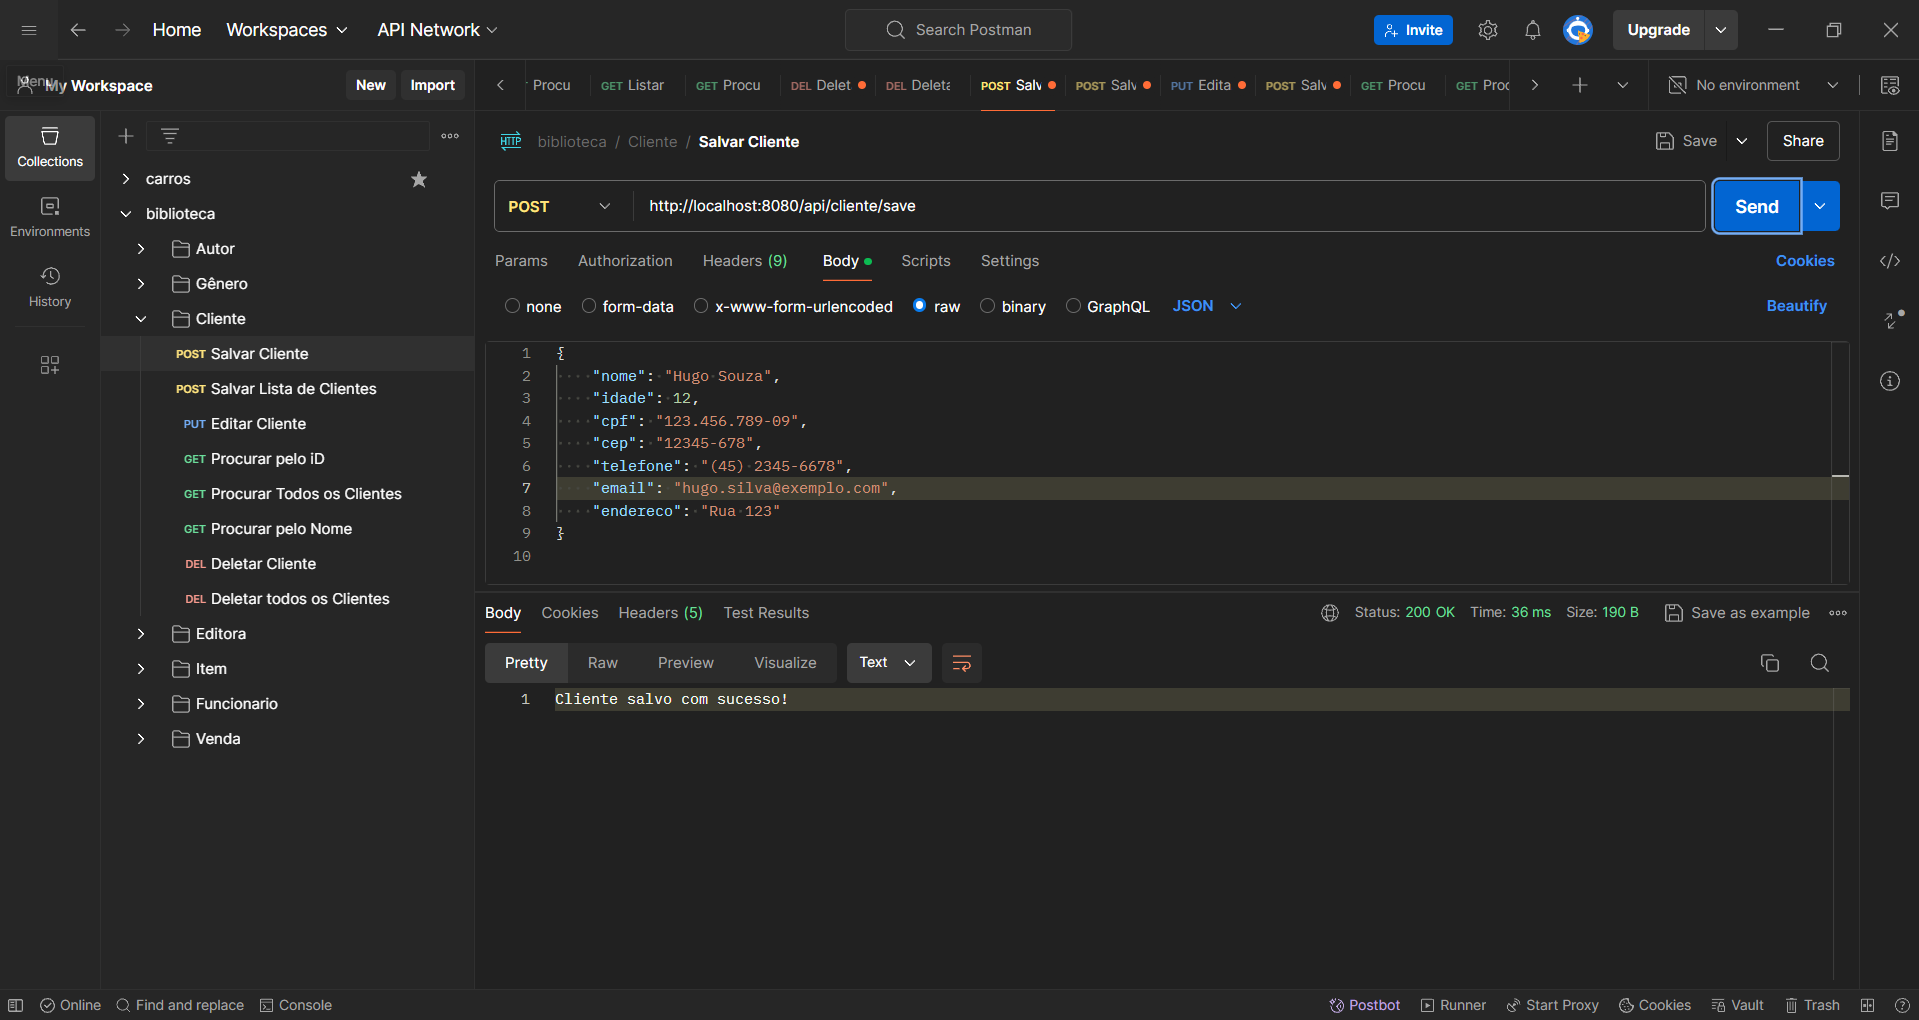 Home Workspaces API Network Search Postman Invite Upgrade
My Workspace New Import Procu GET Listar GET Procu DEL Delet DEL Delet POST Salv POST Salv PUT Edita POST Salv GET Procu GET Proc No environment
Menu
HTTP biblioteca / Cliente / Salvar Cliente Save Share
Collections
Environments
History
carros
biblioteca
Autor
Gênero
Cliente
POST Salvar Cliente
POST Salvar Lista de Clientes
PUT Editar Cliente
GET Procurar pelo iD
GET Procurar Todos os Clientes
GET Procurar pelo Nome
DEL Deletar Cliente
DEL Deletar todos os Clientes
Editora
Item
Funcionario
Venda
POST http://localhost:8080/api/cliente/save Send
Params Authorization Headers (9) Body Scripts Settings Cookies
none form-data x-www-form-urlencoded raw binary GraphQL JSON Beautify
1 {
2 "nome": "Hugo Souza",
3 "idade": 12,
4 "cpf": "123.456.789-09",
5 "cep": "12345-678",
6 "telefone": "(45) 2345-6678",
7 "email": "hugo.silva@exemplo.com",
8 "endereco": "Rua 123"
9 }
10
Body Cookies Headers (5) Test Results Status: 200 OK Time: 36 ms Size: 190 B Save as example
Pretty Raw Preview Visualize Text
1 Cliente salvo com sucesso!
Online Find and replace Console Postbot Runner Start Proxy Cookies Vault Trash